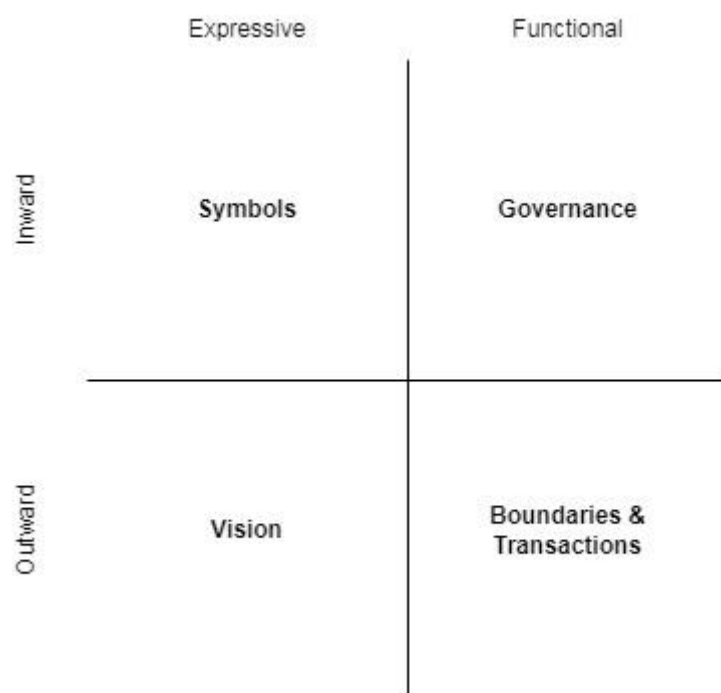 Expressive
Functional
Inward
Symbols
Governance
Outward
Vision
Boundaries &
Transactions